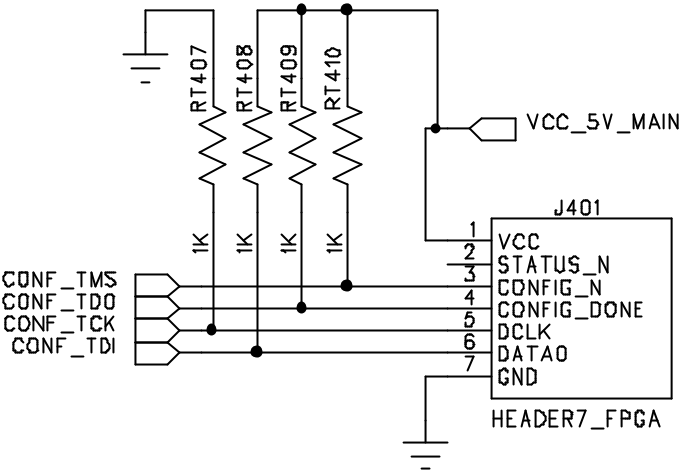 RT407
RT408
RT409
RT410
VCC_5V_MAIN
J401
1K
1K
1K
1K
1 VCC
2 STATUS_N
CONF_TMS 3 CONFIG_N
CONF_TDO 4 CONFIG_DONE
CONF_TCK 5 DCLK
CONF_TDI 6 DATA0
7 GND
HEADER7_FPGA